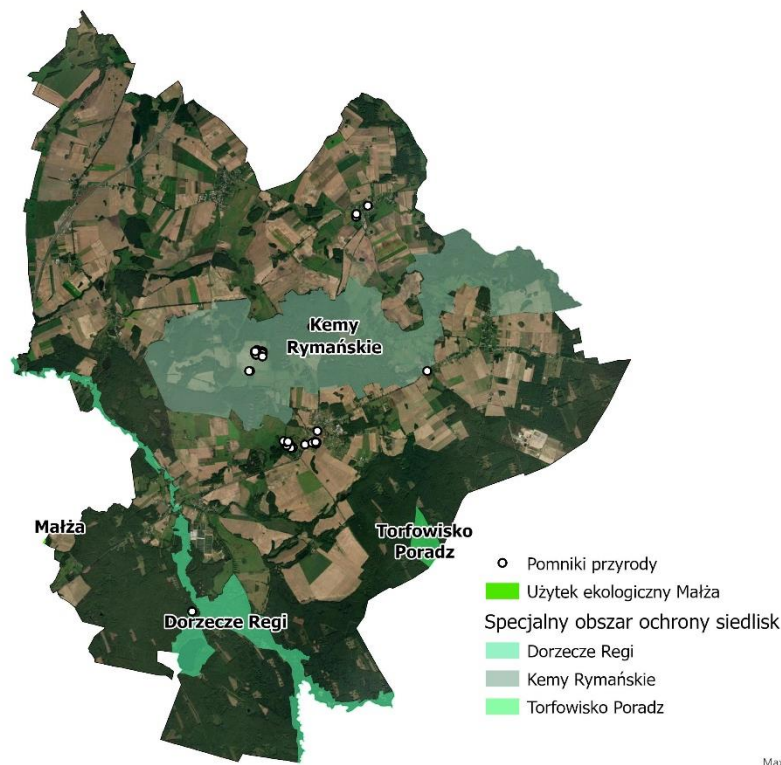 Kemy
Rymańskie
Małża
Torfowisko
Poradz
Dorzecze Regi
Pomniki przyrody
Użytek ekologiczny Małża
Specjalny obszar ochrony siedlisk
Dorzecze Regi
Kemy Rymańskie
Torfowisko Poradz